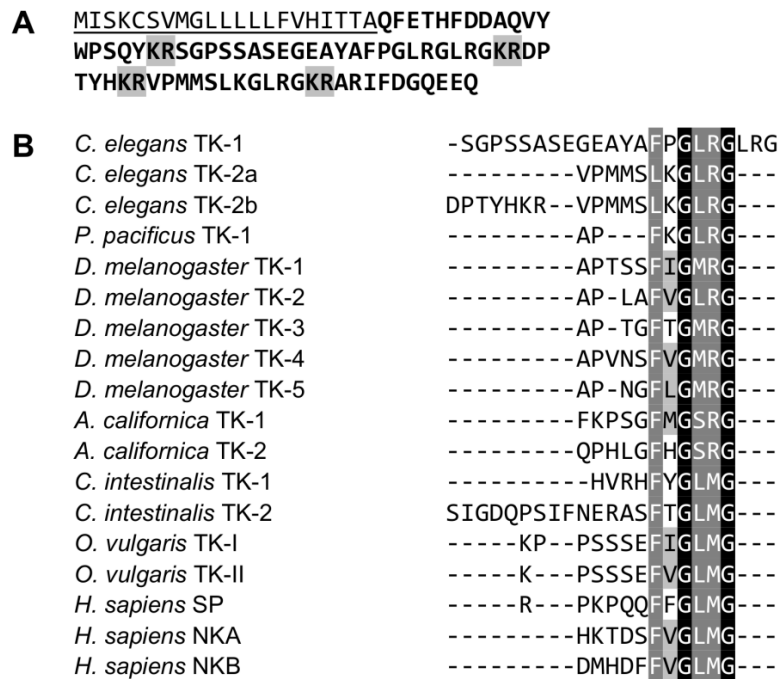 A MISKCSVMGLLLLLFVHITTAQFETHFDDAQVY
WPSQYKRSGPSSASEGEAYAFPGLRGLRGKRDP
TYHKRVPMMSLKGLRGKRARIFDGQEEQ
B C. elegans TK-1 -SGPSSASEGEAYAFPGLRGLRG
C. elegans TK-2a ---------VPMMSLKGLRG---
C. elegans TK-2b DPTYHKR--VPMMSLKGLRG---
P. pacificus TK-1 ---------AP---FKGLRG---
D. melanogaster TK-1 ---------APTSSFIGMRG---
D. melanogaster TK-2 ---------AP-LAFVGLRG---
D. melanogaster TK-3 ---------AP-TGFTGMRG---
D. melanogaster TK-4 ---------APVNSFVGMRG---
D. melanogaster TK-5 ---------AP-NGFLGMRG---
A. californica TK-1 ---------FKPSGFMGSRG---
A. californica TK-2 ---------QPHLGFHGSRG---
C. intestinalis TK-1 ----------HVRHFYGLMG---
C. intestinalis TK-2 SIGDQPSIFNERASFTGLMG---
O. vulgaris TK-I -----KP--PSSSEFIGLMG---
O. vulgaris TK-II -----K---PSSSEFVGLMG---
H. sapiens SP -----R---PKPQQFFGLMG---
H. sapiens NKA ---------HKTDSFVGLMG---
H. sapiens NKB ---------DMHDFFVGLMG---